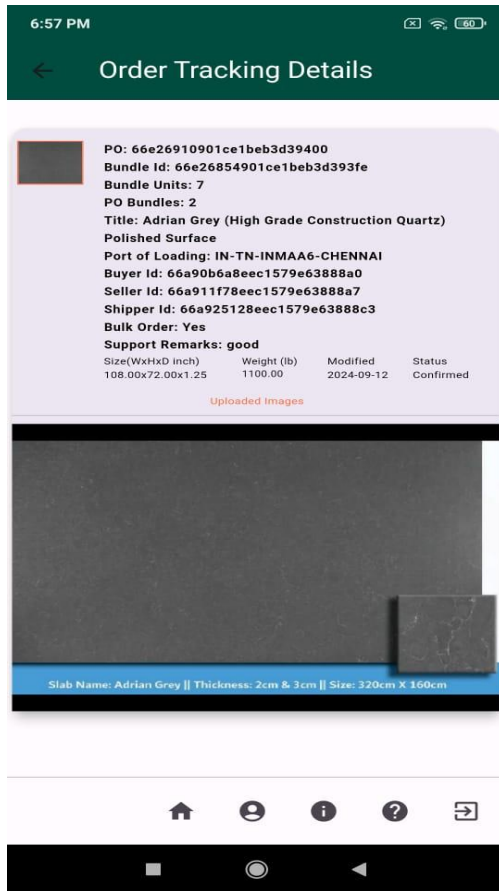 6:57 PM
60
Order Tracking Details
PO: 66e26910901ce1beb3d39400
Bundle Id: 66e26854901ce1beb3d393fe
Bundle Units: 7
PO Bundles: 2
Title: Adrian Grey (High Grade Construction Quartz)
Polished Surface
Port of Loading: IN-TN-INMAA6-CHENNAI
Buyer Id: 66a90b6a8eec1579e63888a0
Seller Id: 66a911f78eec1579e63888a7
Shipper Id: 66a925128eec1579e63888c3
Bulk Order: Yes
Support Remarks: good
Size(WxHxD inch) Weight (lb) Modified Status
108.00x72.00x1.25 1100.00 2024-09-12 Confirmed
Uploaded Images
Slab Name: Adrian Grey || Thickness: 2cm & 3cm || Size: 320cm X 160cm